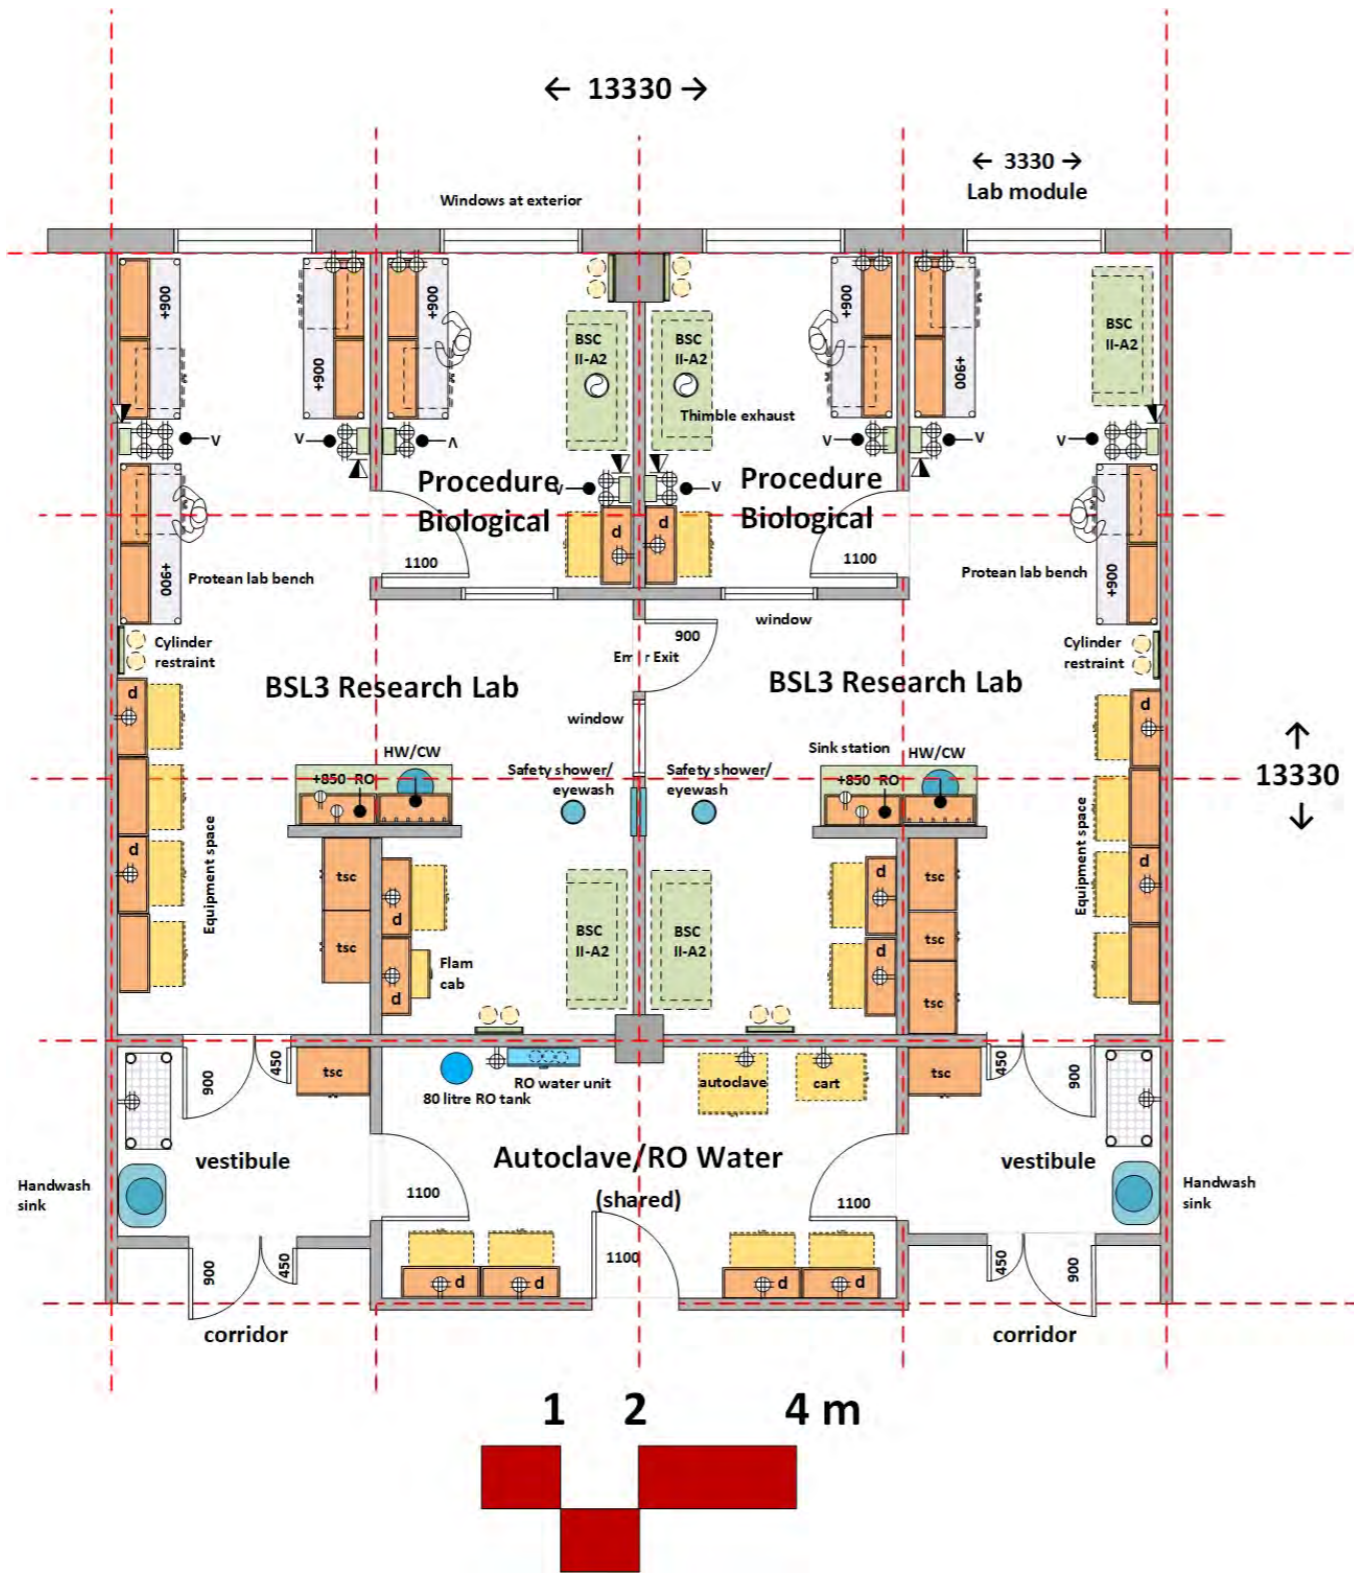 ← 13330 →
← 3330 →
Lab module
Windows at exterior
+900
+900
+900
+900
+900
BSC
II-A2
BSC
II-A2
BSC
II-A2
Thimble exhaust
V
V
V
V
V
V
Procedure
Biological
V
V
Procedure
Biological
d
d
1100
1100
+900
Protean lab bench
Protean lab bench
+900
window
900
Cylinder
restraint
Exit
Cylinder
restraint
BSL3 Research Lab
BSL3 Research Lab
d
d
window
HW/CW
Sink station
HW/CW
+850 RO
Safety shower/
eyewash
Safety shower/
eyewash
+850 RO
←
13330
→
Equipment space
Equipment space
d
d
tsc
tsc
d
d
d
d
tsc
tsc
tsc
Flam
cab
BSC
II-A2
BSC
II-A2
900
450
tsc
RO water unit
80 litre RO tank
autoclave
cart
tsc
450
900
vestibule
Autoclave/RO Water
(shared)
vestibule
Handwash
sink
1100
1100
Handwash
sink
900
450
1100
450
900
d
d
d
d
corridor
corridor
1 2 4 m